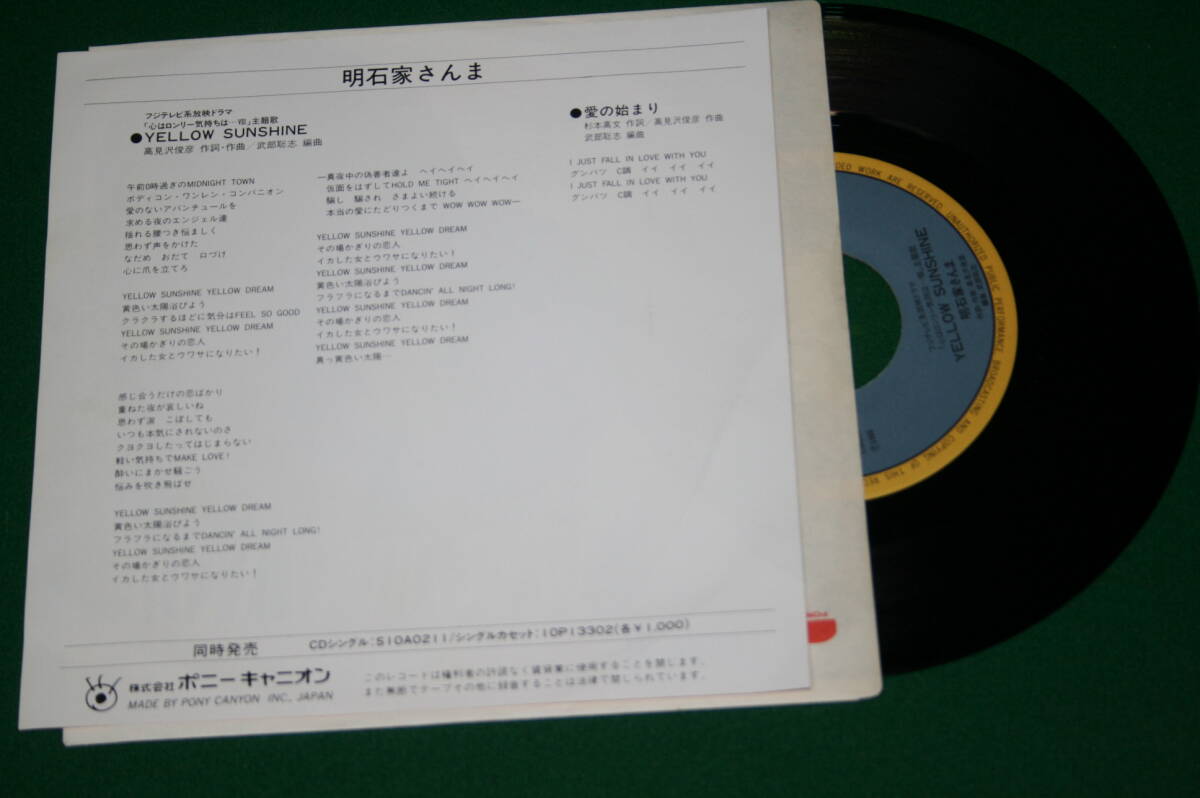 明石家さんま
フジテレビ系放映ドラマ
「心はロンリー気持ちは…Ⅶ」主題歌
●YELLOW SUNSHINE
高見沢俊彦 作詞・作曲／武部聡志 編曲
午前0時過ぎのMIDNIGHT TOWN
ボディコン・ワンレン・コンパニオン
愛のないアバンチュールを
求める夜のエンジェル達
揺れる腰つき悩ましく
思わず声をかけた
なだめ おだて 口づけ
心に爪を立てろ
YELLOW SUNSHINE YELLOW DREAM
黄色い太陽浴びよう
クラクラするほどに気分はFEEL SO GOOD
YELLOW SUNSHINE YELLOW DREAM
その場かぎりの恋人
イカした女とウワサになりたい！
感じ合うだけの恋ばかり
重ねた夜が哀しいね
思わず涙 こぼしても
いつも本気にされないのさ
クヨクヨしたってはじまらない
軽い気持ちでMAKE LOVE！
酔いにまかせ騒ごう
悩みを吹き飛ばせ
YELLOW SUNSHINE YELLOW DREAM
黄色い太陽浴びよう
フラフラになるまでDANCIN' ALL NIGHT LONG！
YELLOW SUNSHINE YELLOW DREAM
その場かぎりの恋人
イカした女とウワサになりたい！
―真夜中の偽善者達よ ヘイヘイヘイ
仮面をはずしてHOLD ME TIGHT ヘイヘイヘイ
騙し 騙され さまよい続ける
本当の愛にたどりつくまで WOW WOW WOW―
YELLOW SUNSHINE YELLOW DREAM
その場かぎりの恋人
イカした女とウワサになりたい！
YELLOW SUNSHINE YELLOW DREAM
黄色い太陽浴びよう
フラフラになるまでDANCIN' ALL NIGHT LONG！
YELLOW SUNSHINE YELLOW DREAM
その場かぎりの恋人
イカした女とウワサになりたい！
YELLOW SUNSHINE YELLOW DREAM
真っ黄色い太陽…
●愛の始まり
杉本高文 作詞／高見沢俊彦 作曲
武部聡志 編曲
I JUST FALL IN LOVE WITH YOU
グンバツ C調 イイ イイ イイ
I JUST FALL IN LOVE WITH YOU
グンバツ C調 イイ イイ イイ
同時発売 CDシングル：S10A0211／シングルカセット：10P13302（各￥1,000）
株式会社 ポニーキャニオン
MADE BY PONY CANYON INC., JAPAN
このレコードは権利者の許諾なく賃貸業に使用することを禁じます。
また無断でテープその他に録音することは法律で禁じられています。
VIDEO WORK ARE RESERVED. UNAUTHORIZED PUBLIC PERFORMANCE BROADCASTING AND COPYING OF THIS REC
YELLOW SUNSHINE
明石家さんま